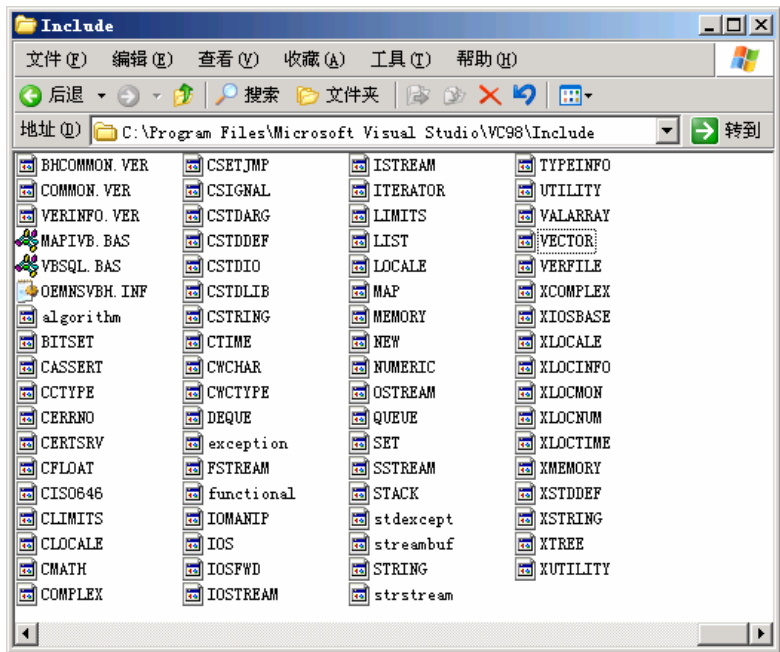 Include
文件(F) 编辑(E) 查看(V) 收藏(A) 工具(T) 帮助(H)
后退 搜索 文件夹
地址(D) C:\Program Files\Microsoft Visual Studio\VC98\Include 转到
BHCOMMON.VER
COMMON.VER
VERINFO.VER
MAPIVB.BAS
VBSQL.BAS
OEMNSVBH.INF
algorithm
BITSET
CASSERT
CCTYPE
CERRNO
CERTSRV
CFLOAT
CISO646
CLIMITS
CLOCALE
CMATH
COMPLEX
CSETJMP
CSIGNAL
CSTDARG
CSTDDEF
CSTDIO
CSTDLIB
CSTRING
CTIME
CWCHAR
CWCTYPE
DEQUE
exception
FSTREAM
functional
IOMANIP
IOS
IOSFWD
IOSTREAM
ISTREAM
ITERATOR
LIMITS
LIST
LOCALE
MAP
MEMORY
NEW
NUMERIC
OSTREAM
QUEUE
SET
SSTREAM
STACK
stdexcept
streambuf
STRING
strstream
TYPEINFO
UTILITY
VALARRAY
VECTOR
VERFILE
XCOMPLEX
XIOSBASE
XLOCALE
XLOCINFO
XLOCMON
XLOCNUM
XLOCTIME
XMEMORY
XSTDDEF
XSTRING
XTREE
XUTILITY